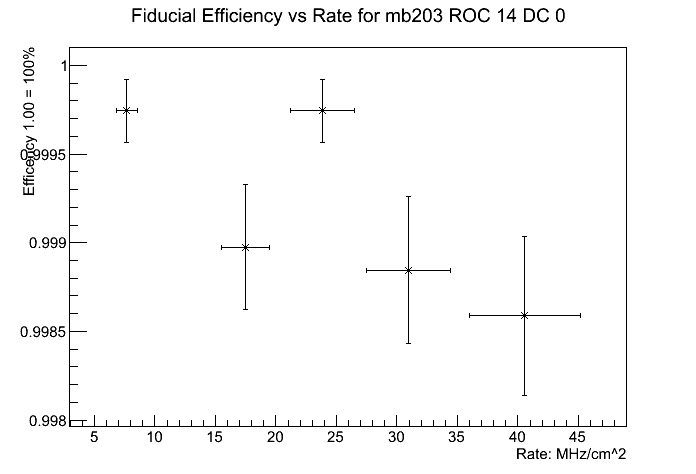 Fiducial Efficiency vs Rate for mb203 ROC 14 DC 0
Efficency 1.00 = 100%
1
0.9995
0.999
0.9985
0.998
5 10 15 20 25 30 35 40 45
Rate: MHz/cm^2